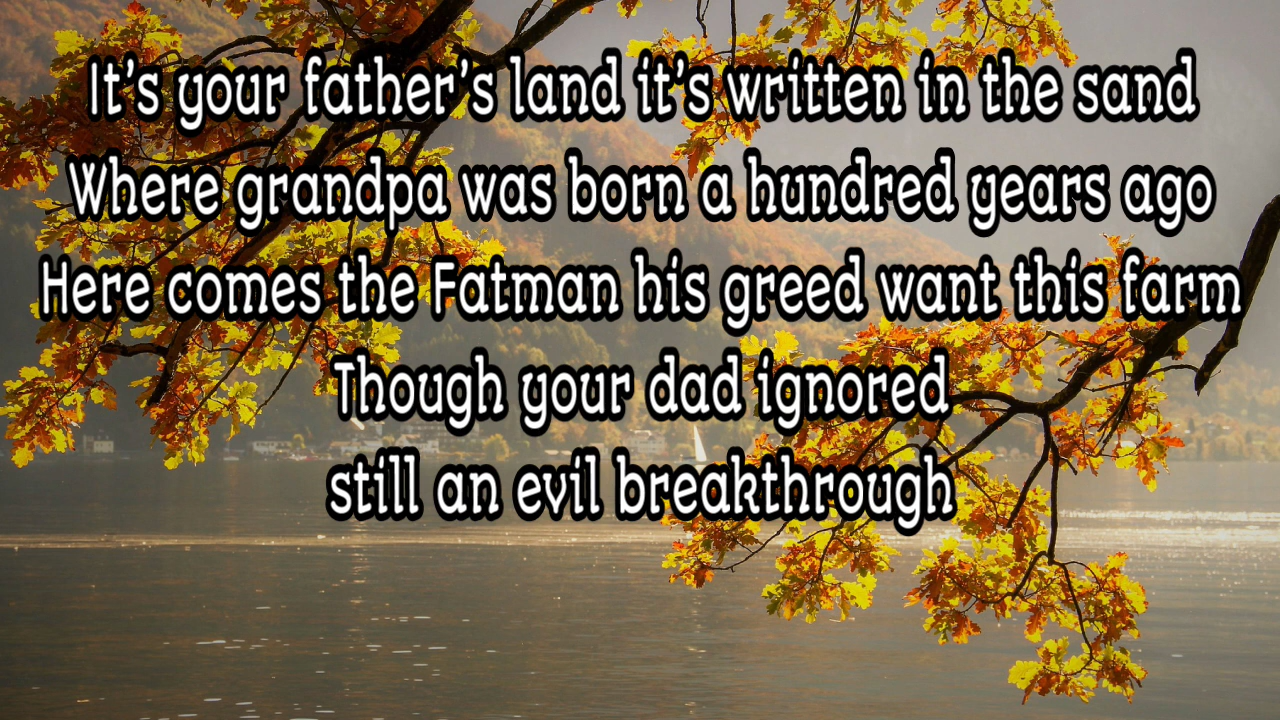 It's your father's land it's written in the sand
Where grandpa was born a hundred years ago
Here comes the Fatman his greed want this farm
Though your dad ignored
still an evil breakthrough